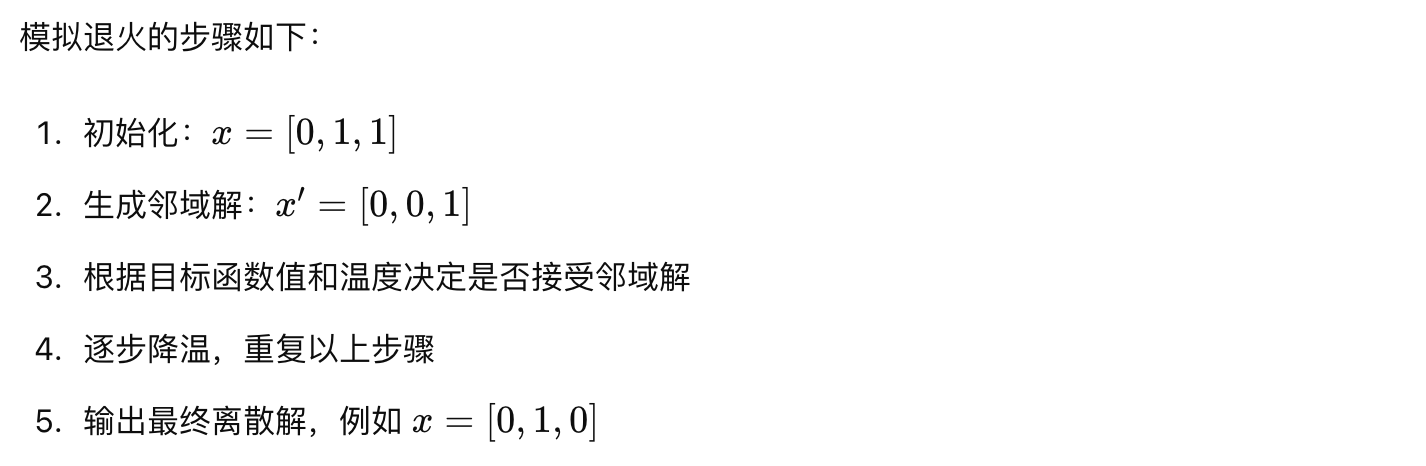 模拟退火的步骤如下：
1. 初始化：x = [0, 1, 1]
2. 生成邻域解：x′ = [0, 0, 1]
3. 根据目标函数值和温度决定是否接受邻域解
4. 逐步降温，重复以上步骤
5. 输出最终离散解，例如 x = [0, 1, 0]